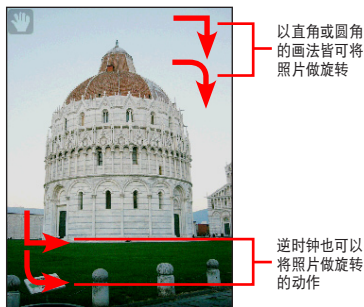 以直角或圆角
的画法皆可将
照片做旋转
逆时钟也可以
将照片做旋转
的动作